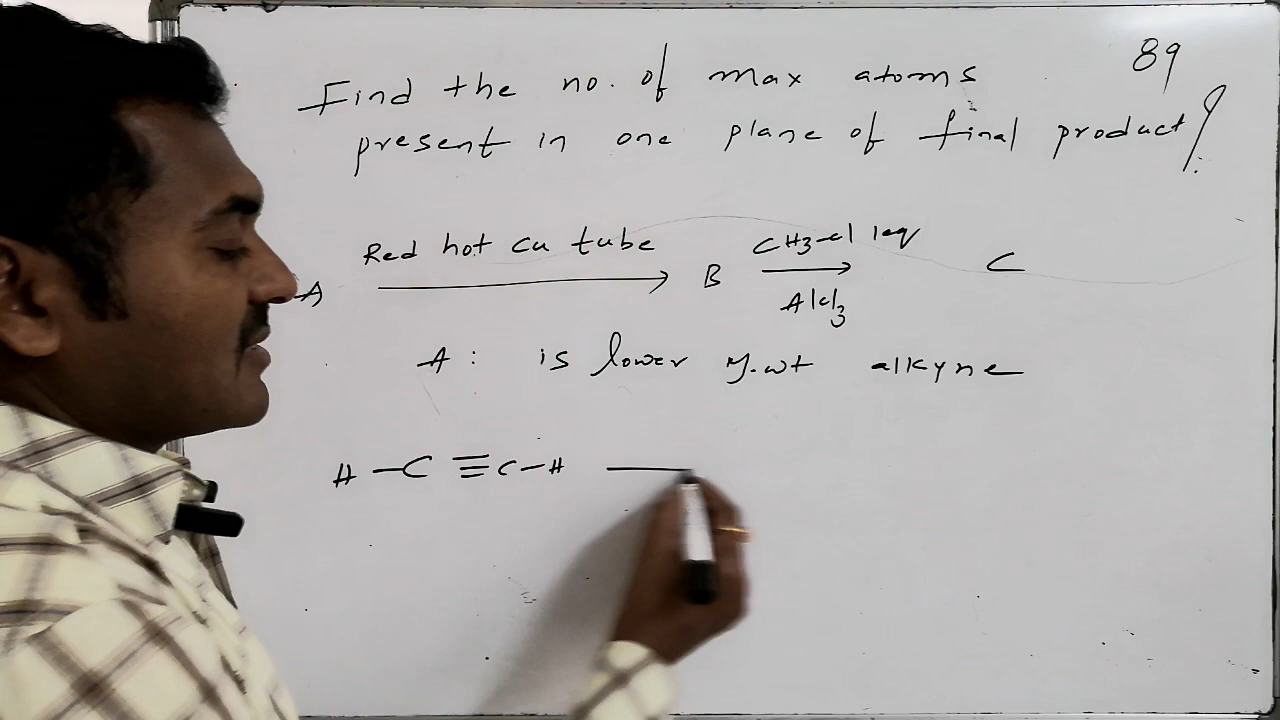 89
Find the no. of max atoms
present in one plane of final product?
Red hot cu tube
CH3-cl 1eq
A → B → C
Alcl3
A : is lower M.wt alkyne
H-C≡C-H —